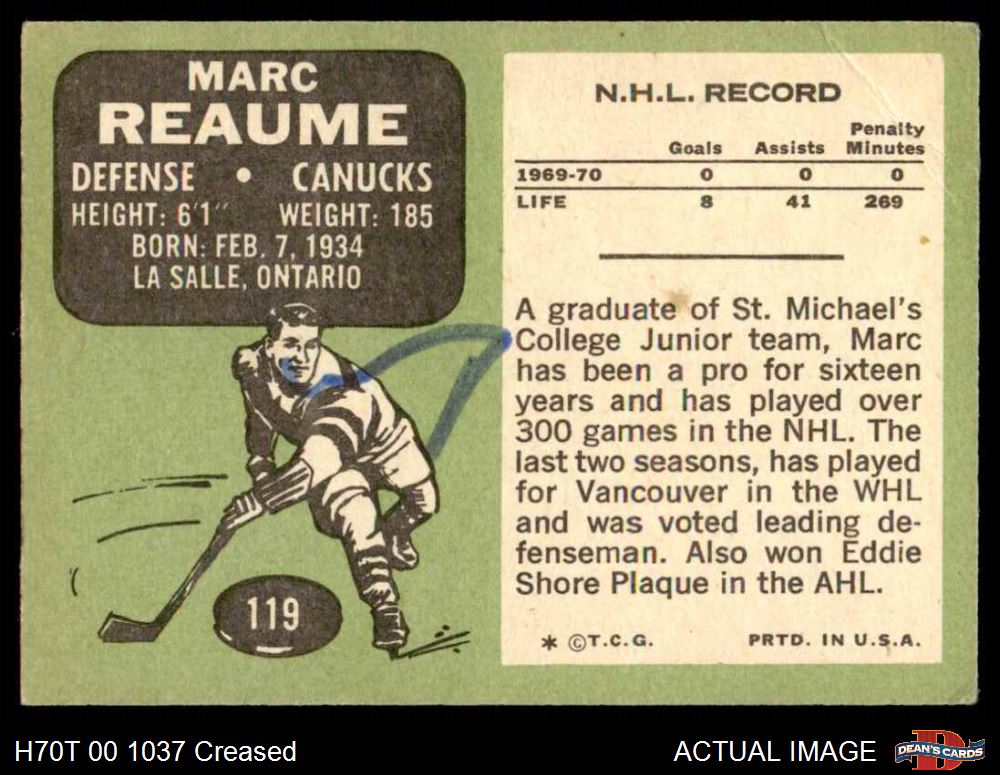 MARC
REAUME
DEFENSE • CANUCKS
HEIGHT: 6'1" WEIGHT: 185
BORN: FEB. 7, 1934
LA SALLE, ONTARIO
119
N.H.L. RECORD
Goals Assists Penalty Minutes
1969-70 0 0 0
LIFE 8 41 269
A graduate of St. Michael's
College Junior team, Marc
has been a pro for sixteen
years and has played over
300 games in the NHL. The
last two seasons, has played
for Vancouver in the WHL
and was voted leading de-
fenseman. Also won Eddie
Shore Plaque in the AHL.
* ©T.C.G. PRTD. IN U.S.A.
H70T 00 1037 Creased
ACTUAL IMAGE
DEAN'S CARDS